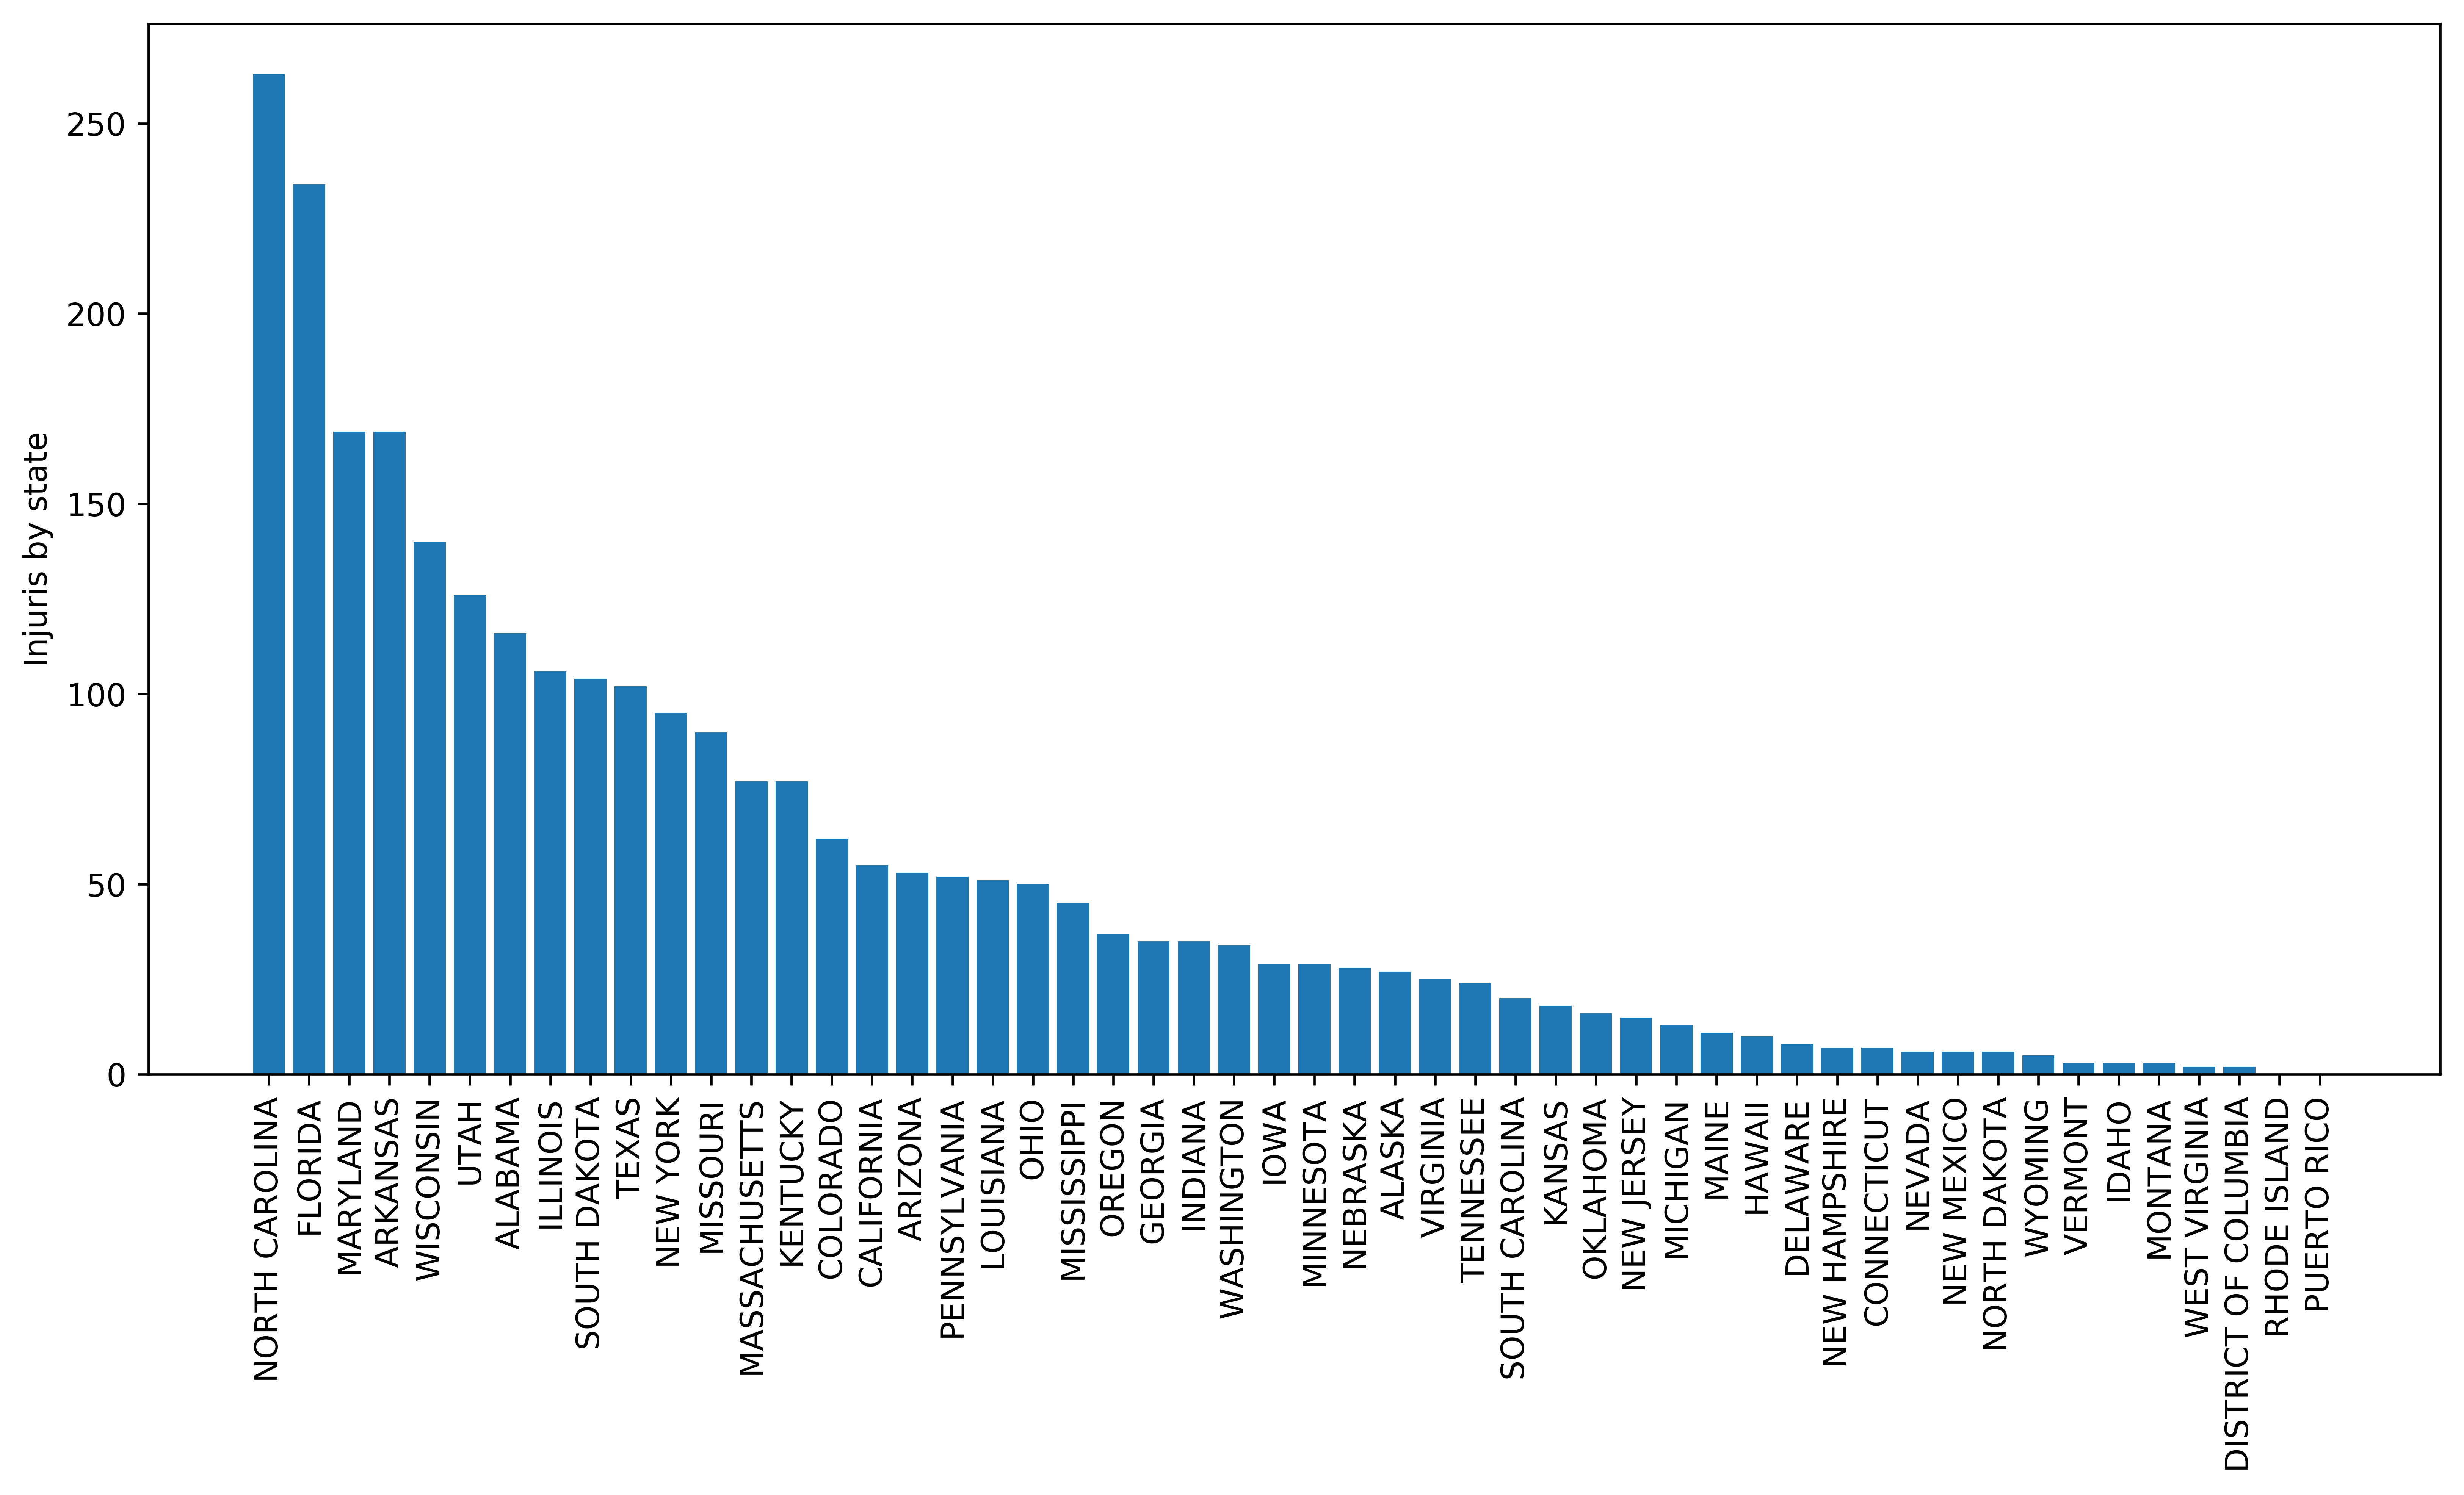 Injuris by state
250
200
150
100
50
0
NORTH CAROLINA
FLORIDA
MARYLAND
ARKANSAS
WISCONSIN
UTAH
ALABAMA
ILLINOIS
SOUTH DAKOTA
TEXAS
NEW YORK
MISSOURI
MASSACHUSETTS
KENTUCKY
COLORADO
CALIFORNIA
ARIZONA
PENNSYLVANIA
LOUSIANA
OHIO
MISSISSIPPI
OREGON
GEORGIA
INDIANA
WASHINGTON
IOWA
MINNESOTA
NEBRASKA
ALASKA
VIRGINIA
TENNESSEE
SOUTH CAROLINA
KANSAS
OKLAHOMA
NEW JERSEY
MICHIGAN
MAINE
HAWAII
DELAWARE
NEW HAMPSHIRE
CONNECTICUT
NEVADA
NEW MEXICO
NORTH DAKOTA
WYOMING
VERMONT
IDAHO
MONTANA
WEST VIRGINIA
DISTRICT OF COLUMBIA
RHODE ISLAND
PUERTO RICO